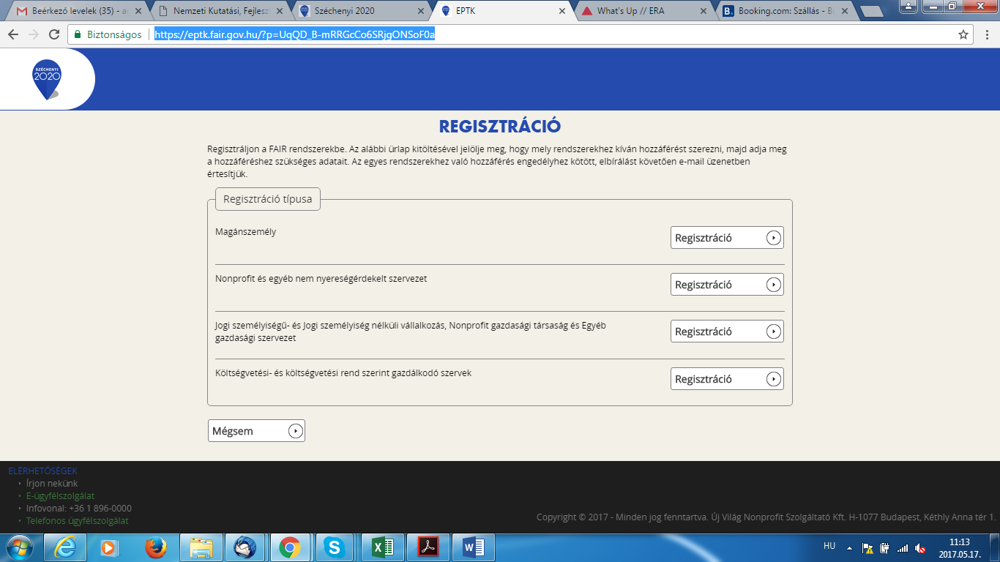 Beérkező levelek (35) - a
Nemzeti Kutatási, Fejlesz
Széchenyi 2020
EPTK
What's Up // ERA
Booking.com: Szállás - B
Biztonságos
https://eptk.fair.gov.hu/?p=UqQD_B-mRRGcCo6SRjgONSoF0a
SZÉCHENYI
2020
REGISZTRÁCIÓ
Regisztráljon a FAIR rendszerekbe. Az alábbi űrlap kitöltésével jelölje meg, hogy mely rendszerekhez kíván hozzáférést szerezni, majd adja meg
a hozzáféréshez szükséges adatait. Az egyes rendszerekhez való hozzáférés engedélyhez kötött, elbírálást követően e-mail üzenetben
értesítjük.
Regisztráció típusa
Magánszemély
Regisztráció
Nonprofit és egyéb nem nyereségérdekelt szervezet
Regisztráció
Jogi személyiségű- és Jogi személyiség nélküli vállalkozás, Nonprofit gazdasági társaság és Egyéb
gazdasági szervezet
Regisztráció
Költségvetési- és költségvetési rend szerint gazdálkodó szervek
Regisztráció
Mégsem
ELÉRHETŐSÉGEK
• Írjon nekünk
• E-ügyfélszolgálat
• Infovonal: +36 1 896-0000
• Telefonos ügyfélszolgálat
Copyright © 2017 - Minden jog fenntartva. Új Világ Nonprofit Szolgáltató Kft. H-1077 Budapest, Kéthly Anna tér 1.
HU
11:13
2017.05.17.